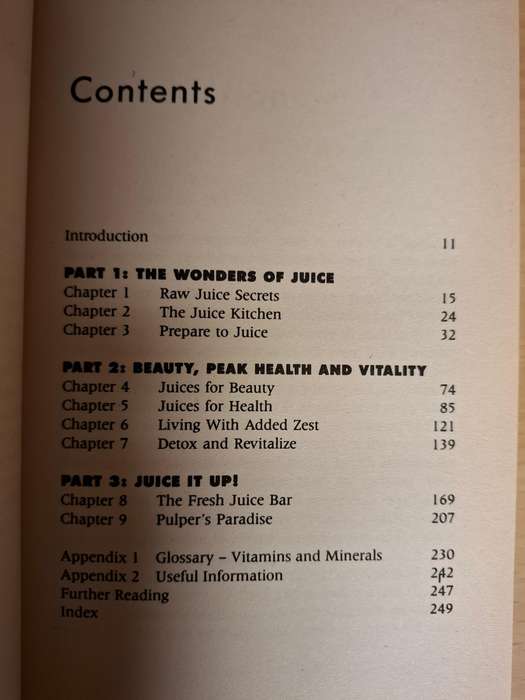 Contents
Introduction 11
PART 1: THE WONDERS OF JUICE
Chapter 1 Raw Juice Secrets 15
Chapter 2 The Juice Kitchen 24
Chapter 3 Prepare to Juice 32
PART 2: BEAUTY, PEAK HEALTH AND VITALITY
Chapter 4 Juices for Beauty 74
Chapter 5 Juices for Health 85
Chapter 6 Living With Added Zest 121
Chapter 7 Detox and Revitalize 139
PART 3: JUICE IT UP!
Chapter 8 The Fresh Juice Bar 169
Chapter 9 Pulper's Paradise 207
Appendix 1 Glossary – Vitamins and Minerals 230
Appendix 2 Useful Information 242
Further Reading 247
Index 249